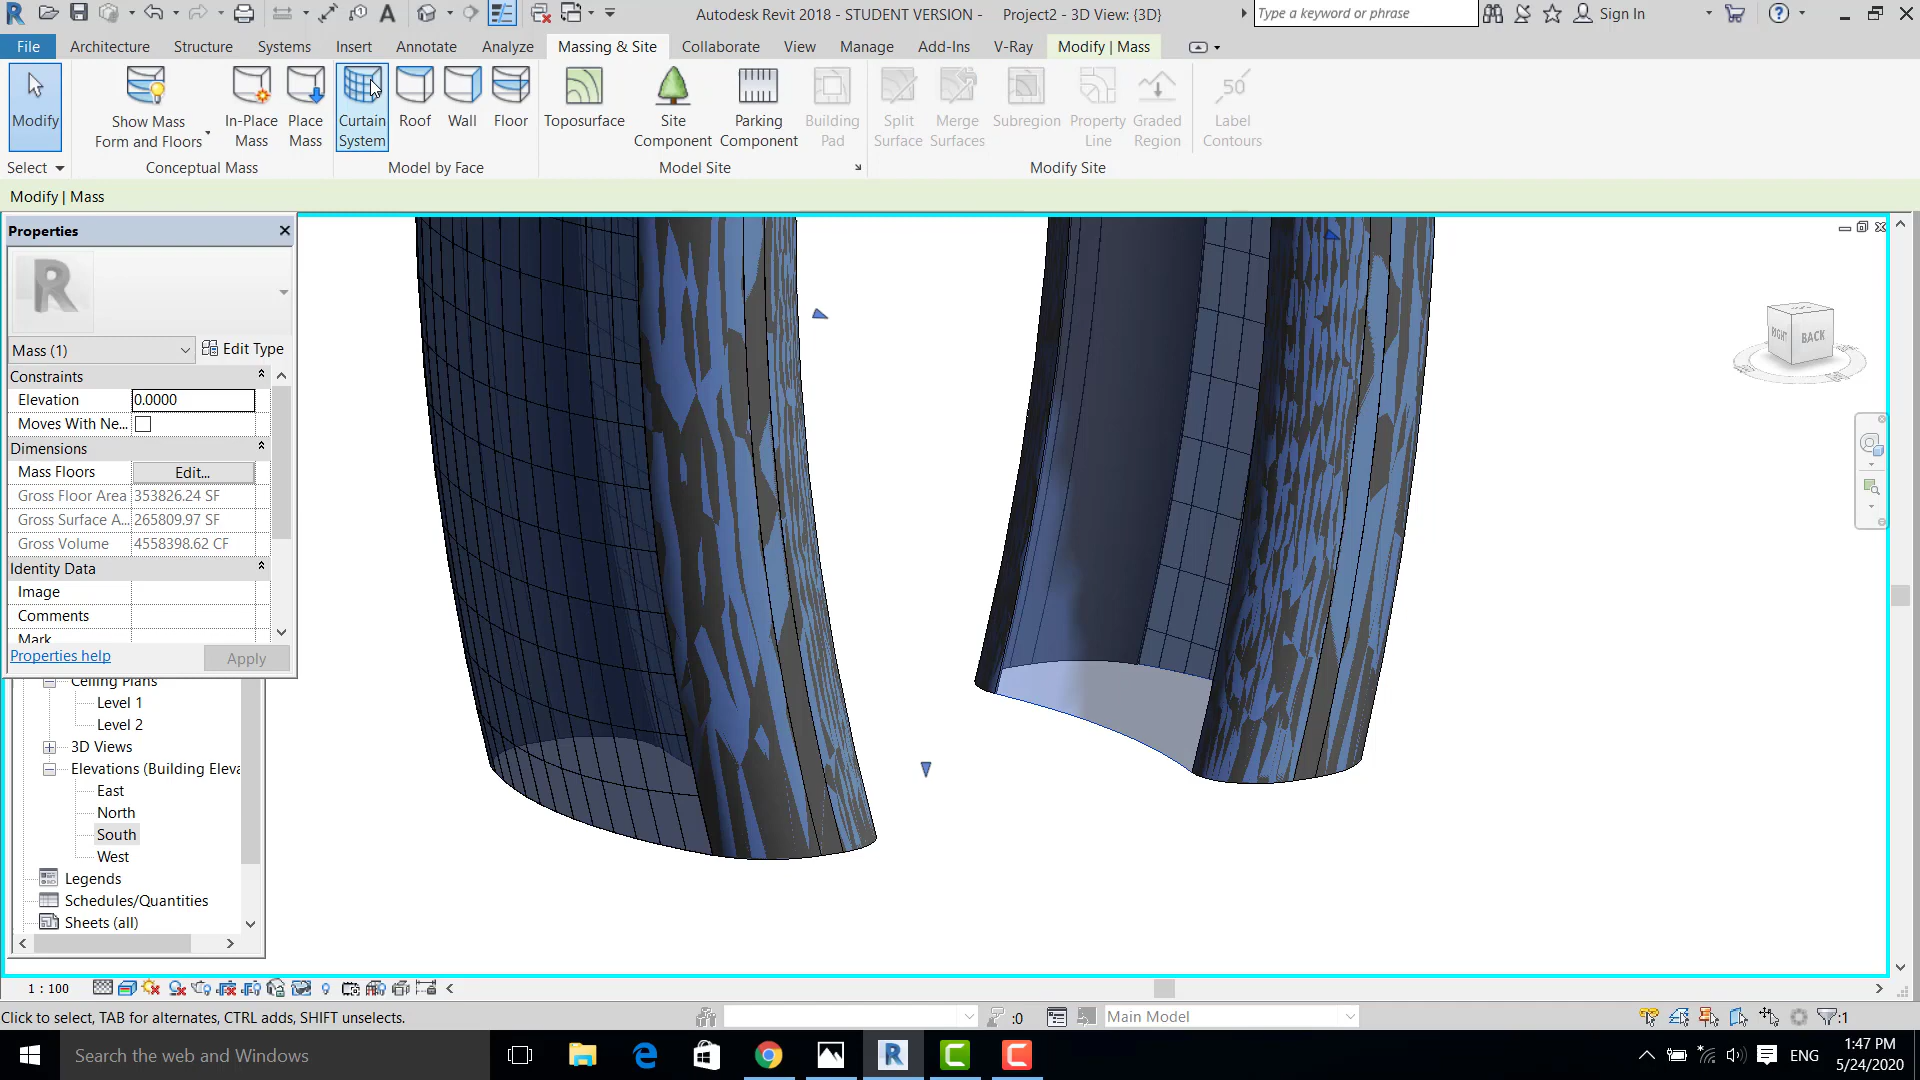 Autodesk Revit 2018 - STUDENT VERSION -    Project2 - 3D View: {3D}
Type a keyword or phrase
Sign In
File Architecture Structure Systems Insert Annotate Analyze Massing & Site Collaborate View Manage Add-Ins V-Ray Modify | Mass
Modify
Show Mass
Form and Floors
In-Place
Mass
Place
Mass
Curtain
System
Roof
Wall
Floor
Toposurface
Site
Component
Parking
Component
Building
Pad
Split
Surface
Merge
Surfaces
Subregion
Property
Line
Graded
Region
50
Label
Contours
Select
Conceptual Mass
Model by Face
Model Site
Modify Site
Modify | Mass
Properties
R
Mass (1)
Edit Type
Constraints
Elevation 0.0000
Moves With Ne...
Dimensions
Mass Floors Edit...
Gross Floor Area 353826.24 SF
Gross Surface A... 265809.97 SF
Gross Volume 4558398.62 CF
Identity Data
Image
Comments
Mark
Properties help
Apply
Ceiling Plans
Level 1
Level 2
3D Views
Elevations (Building Eleva
East
North
South
West
Legends
Schedules/Quantities
Sheets (all)
RIGHT
BACK
1 : 100
Click to select, TAB for alternates, CTRL adds, SHIFT unselects.
:0
Main Model
:1
Search the web and Windows
ENG
1:47 PM
5/24/2020